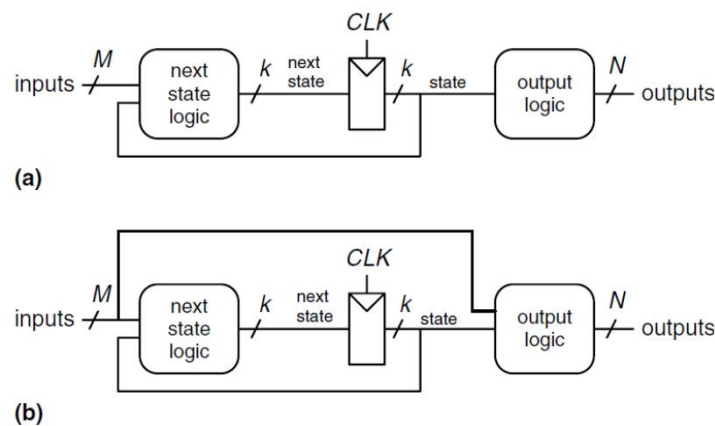 CLK
inputs M next state logic k next state k state output logic N outputs
(a)
CLK
inputs M next state logic k next state k state output logic N outputs
(b)